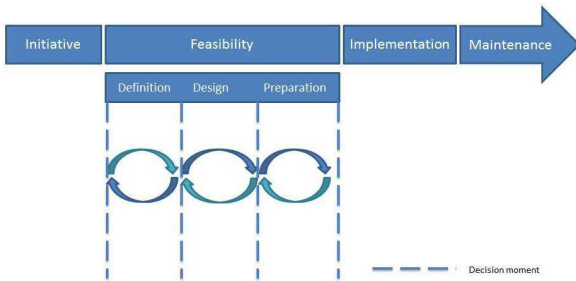 Initiative
Feasibility
Implementation
Maintenance
Definition
Design
Preparation
Decision moment